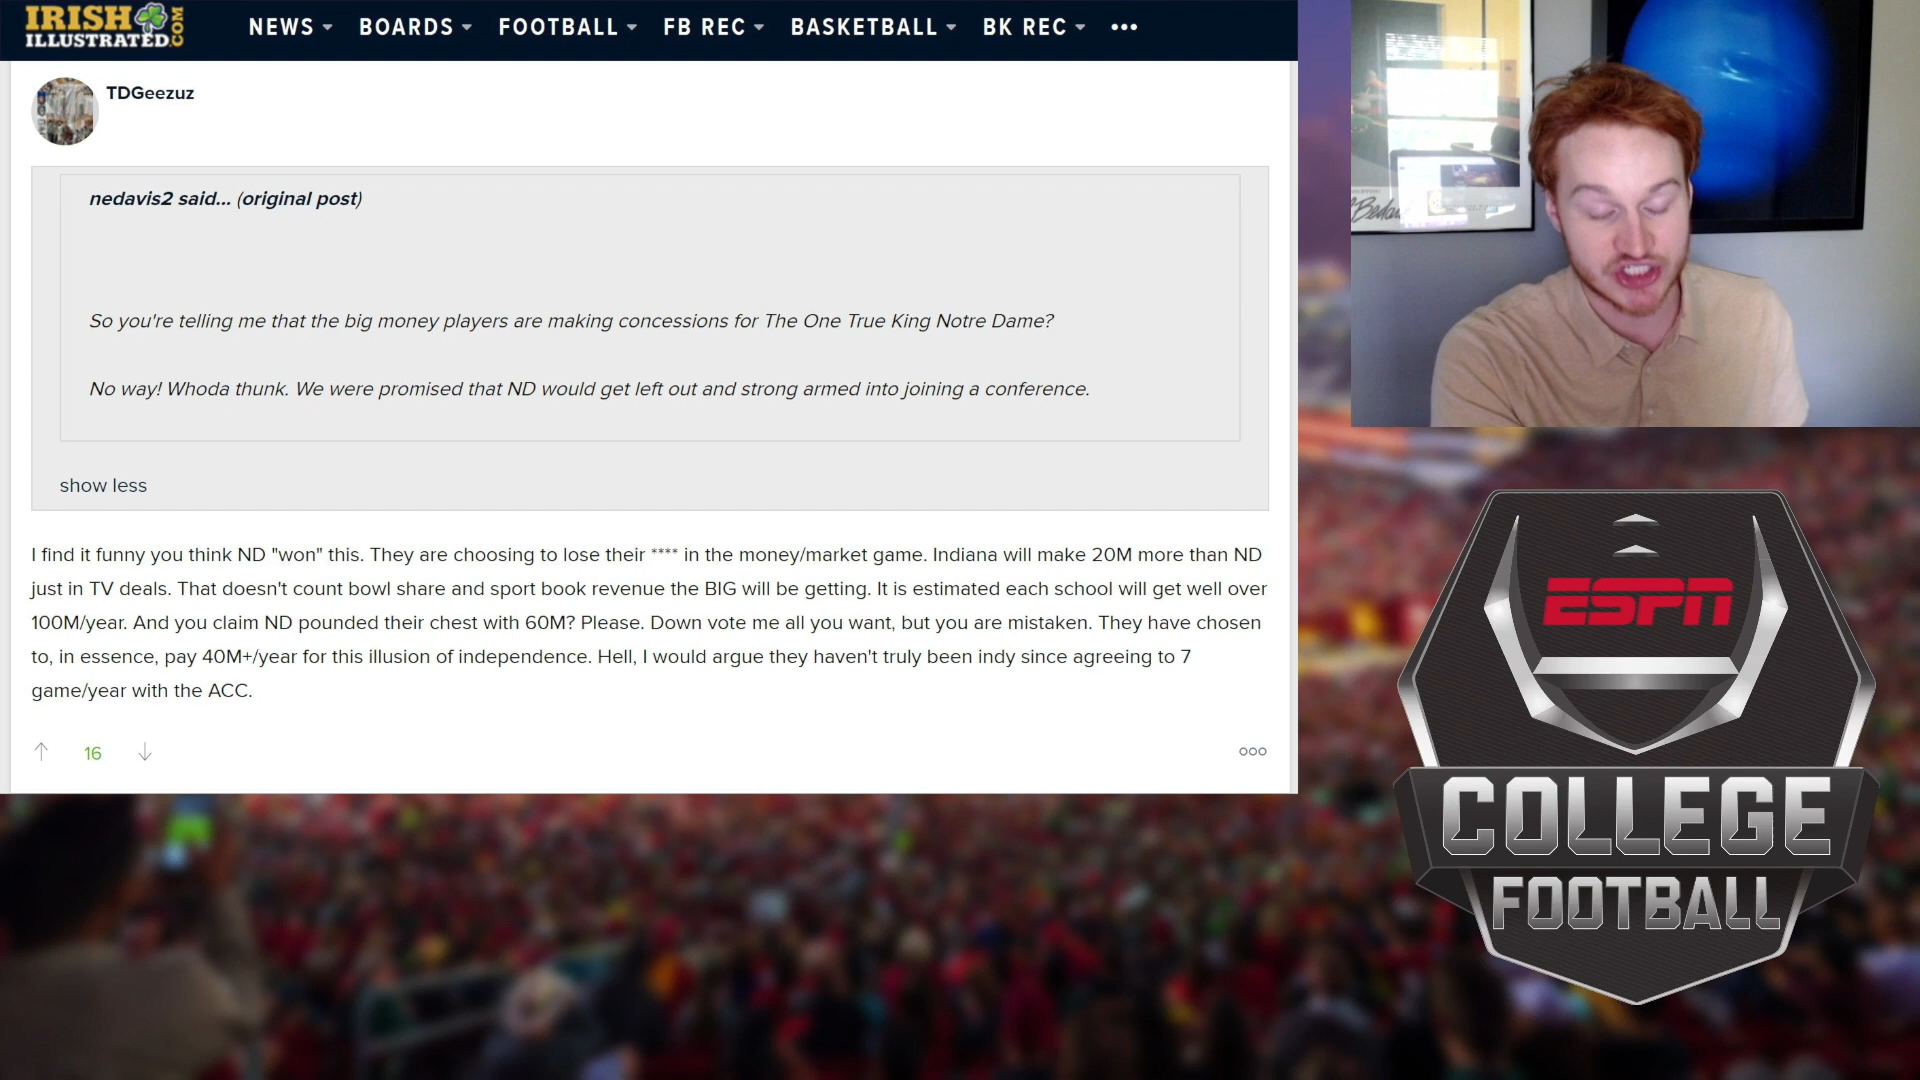 IRISH
ILLUSTRATED.COM
NEWS BOARDS FOOTBALL FB REC BASKETBALL BK REC •••
TDGeezuz
nedavis2 said... (original post)
So you're telling me that the big money players are making concessions for The One True King Notre Dame?
No way! Whoda thunk. We were promised that ND would get left out and strong armed into joining a conference.
show less
I find it funny you think ND "won" this. They are choosing to lose their **** in the money/market game. Indiana will make 20M more than ND
just in TV deals. That doesn't count bowl share and sport book revenue the BIG will be getting. It is estimated each school will get well over
100M/year. And you claim ND pounded their chest with 60M? Please. Down vote me all you want, but you are mistaken. They have chosen
to, in essence, pay 40M+/year for this illusion of independence. Hell, I would argue they haven't truly been indy since agreeing to 7
game/year with the ACC.
16
ESPN
COLLEGE
FOOTBALL